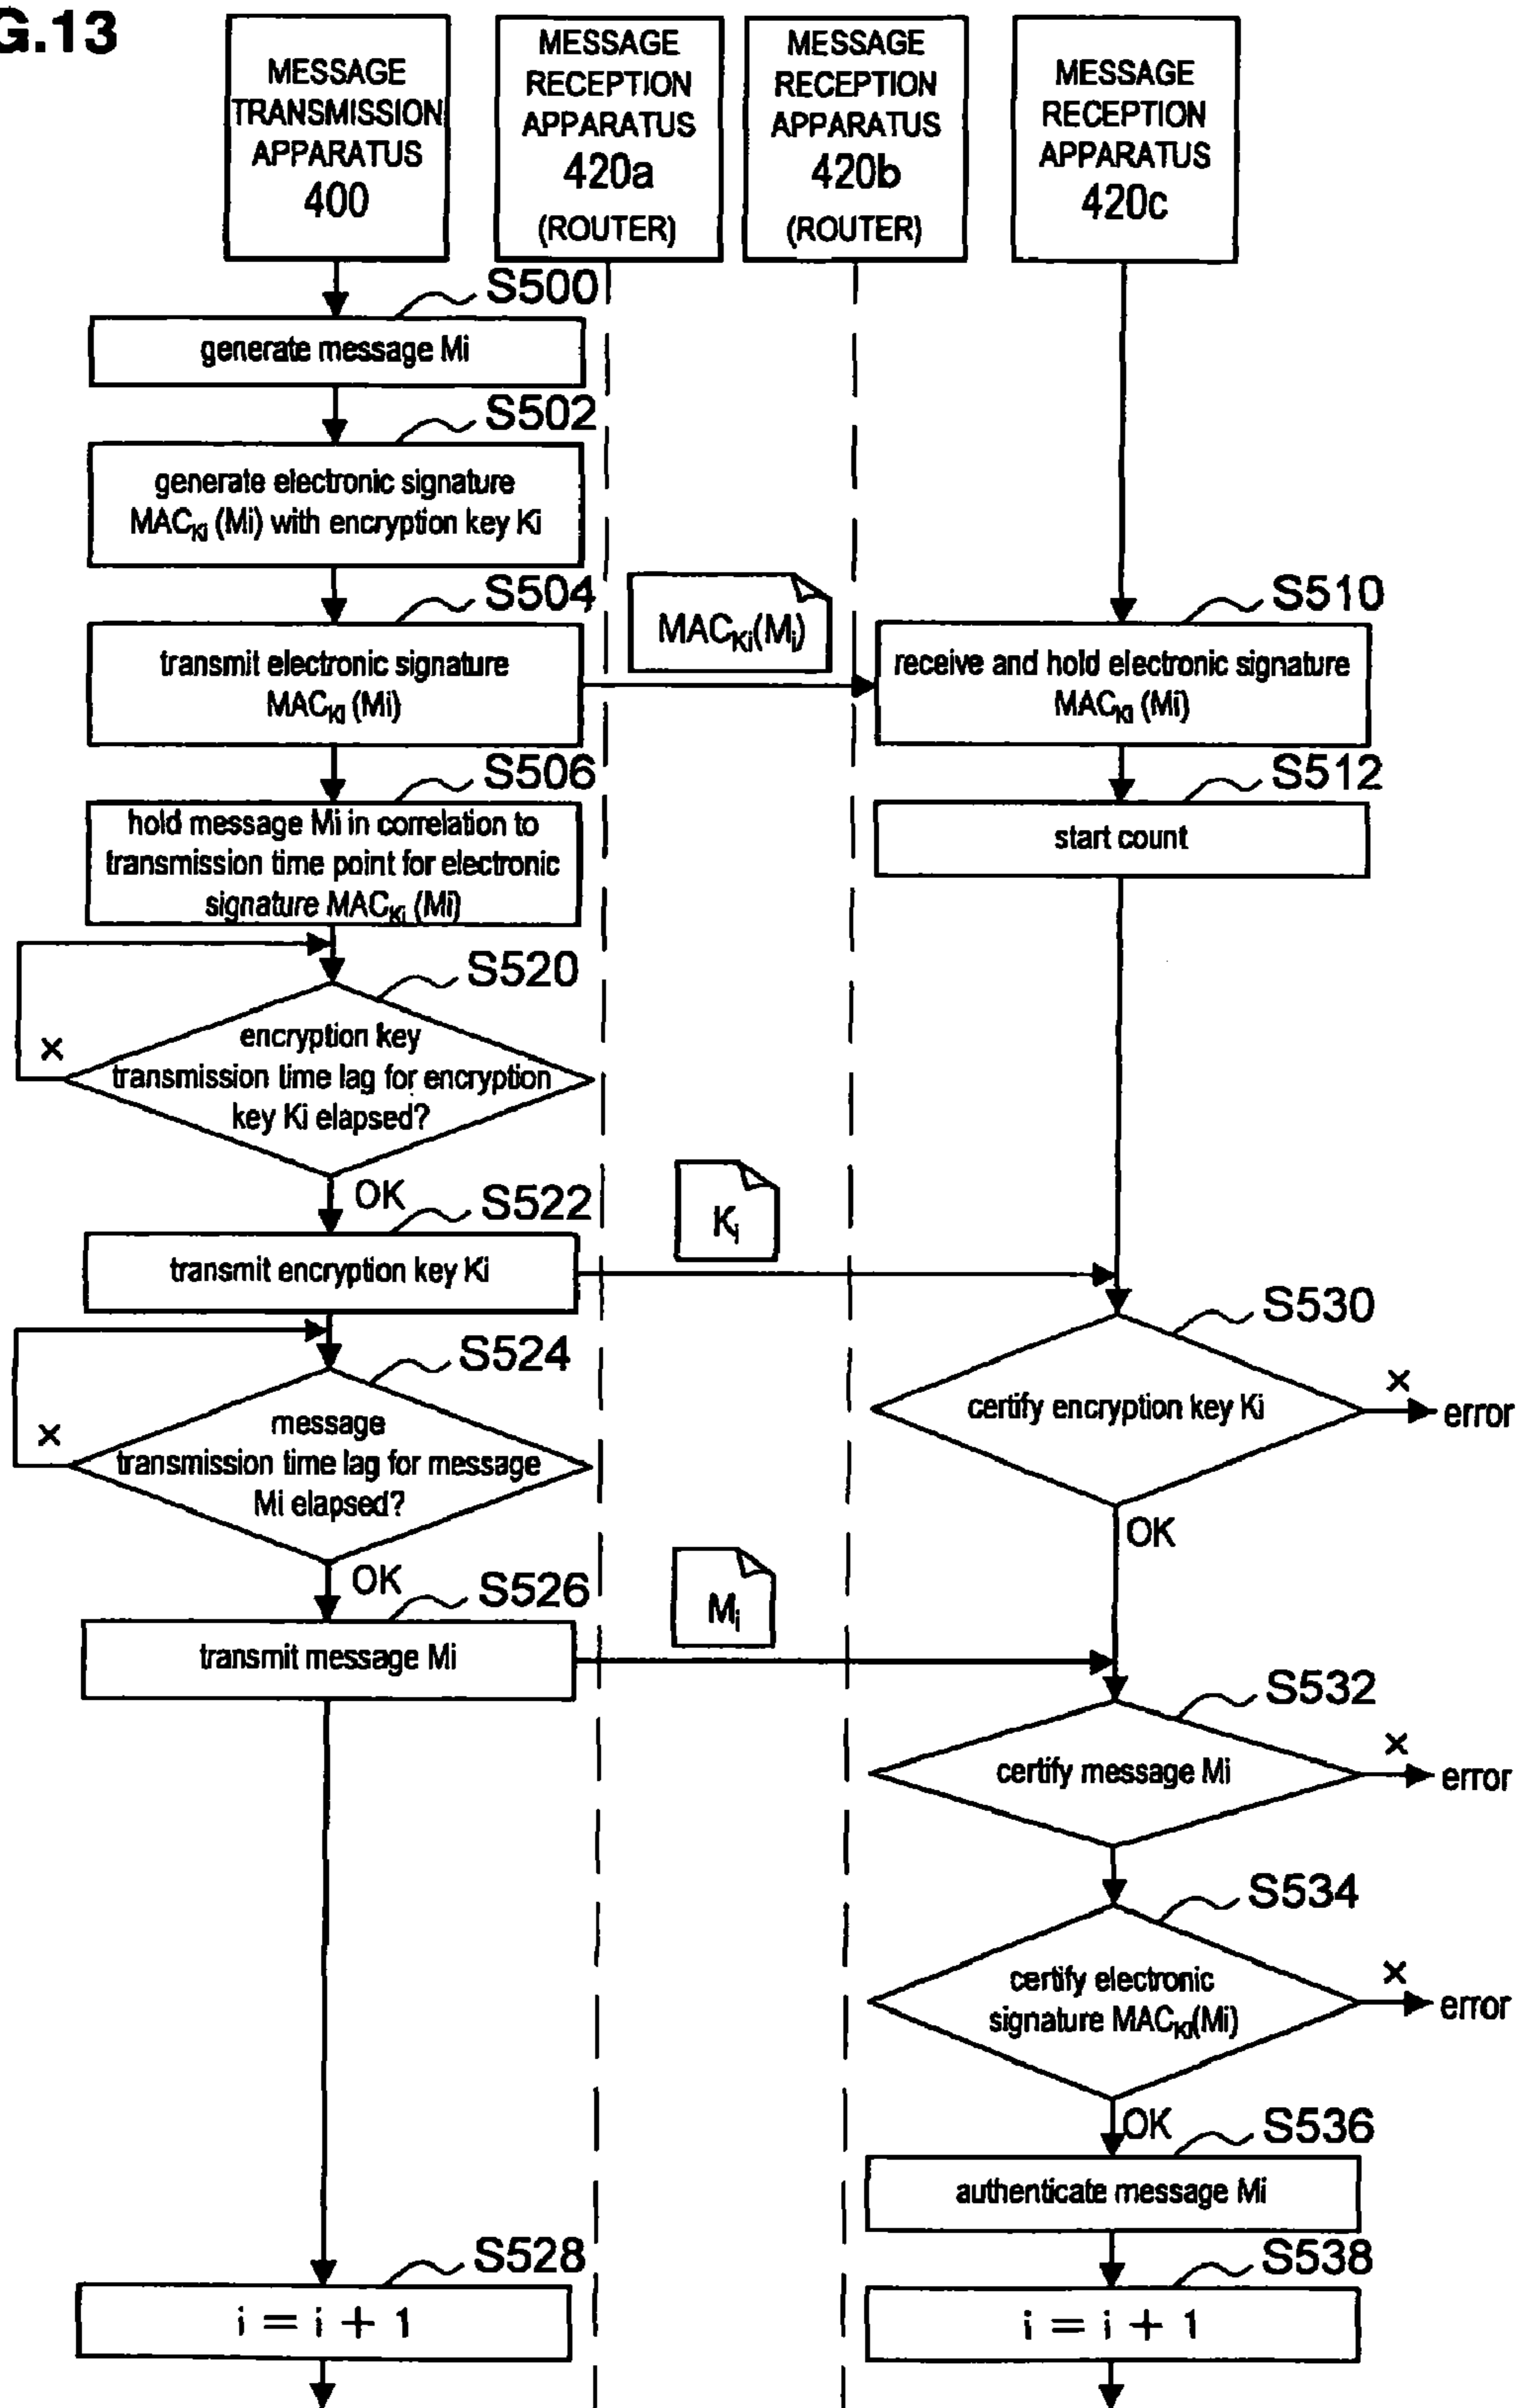 G.13
MESSAGE
TRANSMISSION
APPARATUS
400
MESSAGE
RECEPTION
APPARATUS
420a
(ROUTER)
MESSAGE
RECEPTION
APPARATUS
420b
(ROUTER)
MESSAGE
RECEPTION
APPARATUS
420c
S500
generate message Mi
S502
generate electronic signature
MACKi (Mi) with encryption key Ki
S504
transmit electronic signature
MACKi (Mi)
MACKi(Mi)
S510
receive and hold electronic signature
MACKi (Mi)
S506
hold message Mi in correlation to
transmission time point for electronic
signature MACKi (Mi)
S512
start count
S520
encryption key
transmission time lag for encryption
key Ki elapsed?
×
OK
S522
transmit encryption key Ki
Ki
S530
certify encryption key Ki
×
error
OK
S524
message
transmission time lag for message
Mi elapsed?
×
OK
S526
transmit message Mi
Mi
S532
certify message Mi
×
error
S534
certify electronic
signature MACKi(Mi)
×
error
OK
S536
authenticate message Mi
S528
i = i + 1
S538
i = i + 1